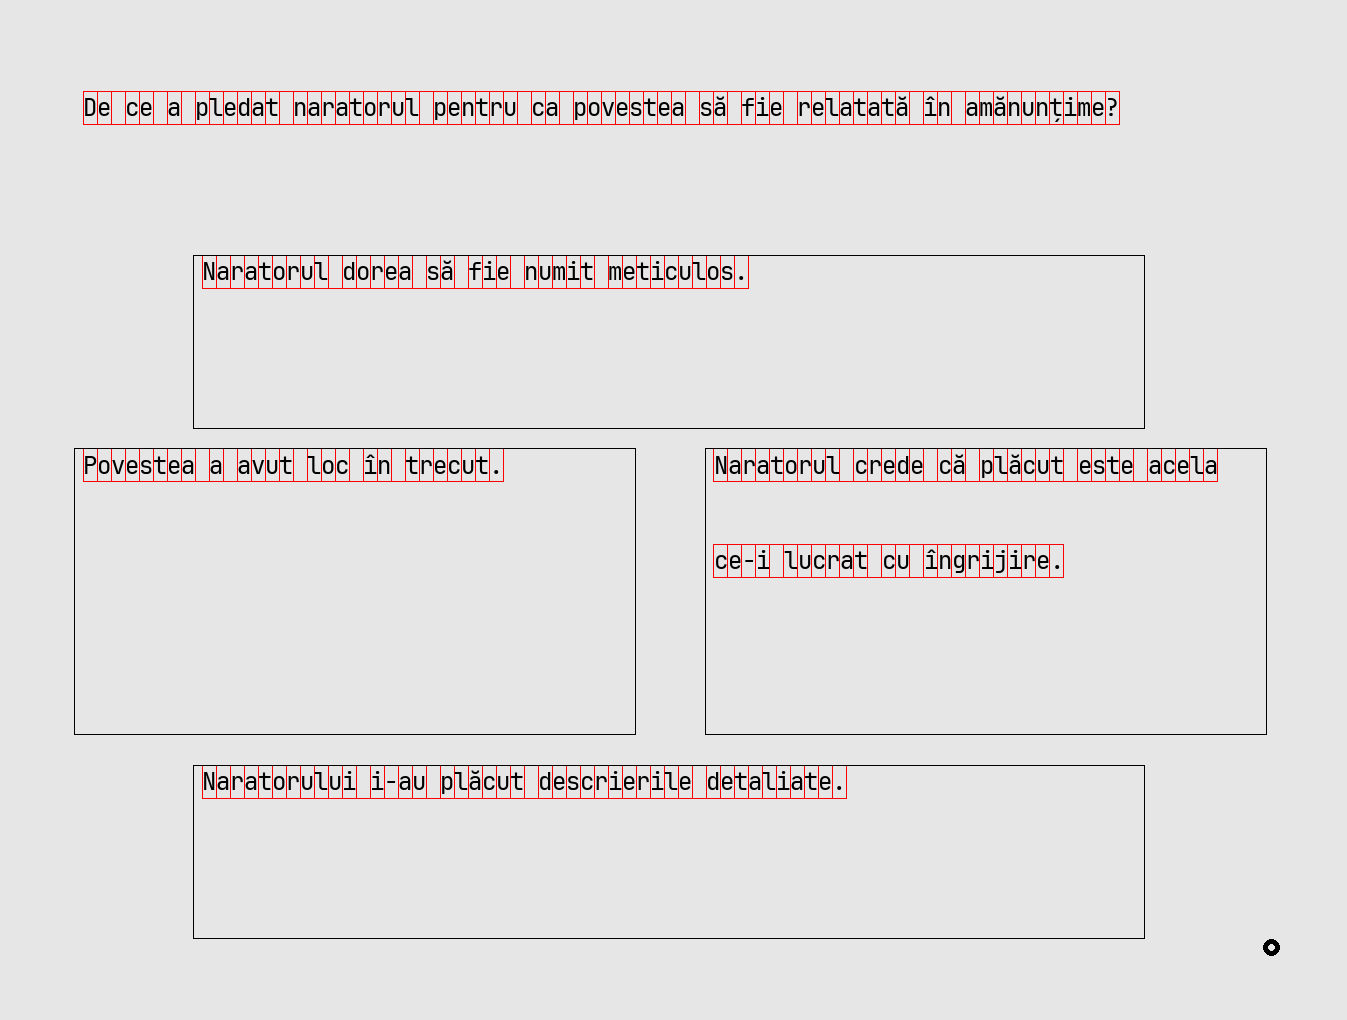 De ce a pledat naratorul pentru ca povestea să fie relatată în amănunțime?
Naratorul dorea să fie numit meticulos.
Povestea a avut loc în trecut.
Naratorul crede că plăcut este acela
ce-i lucrat cu îngrijire.
Naratorului i-au plăcut descrierile detaliate.